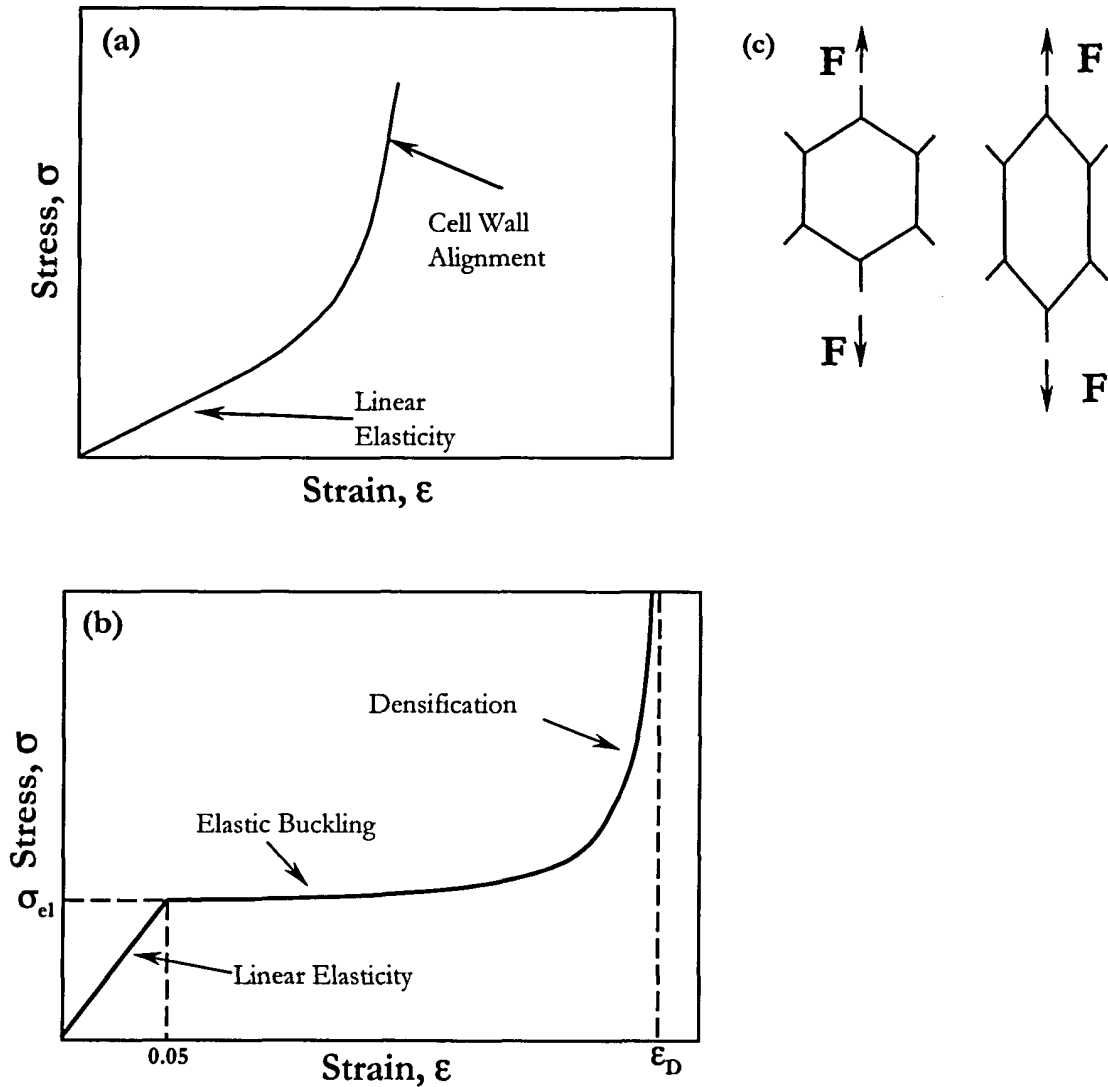 (a)
Stress, σ
Cell Wall
Alignment
Linear
Elasticity
Strain, ε
(c)
F
F
F
F
(b)
Stress, σ
Densification
Elastic Buckling
σel
Linear Elasticity
0.05
Strain, ε
εD